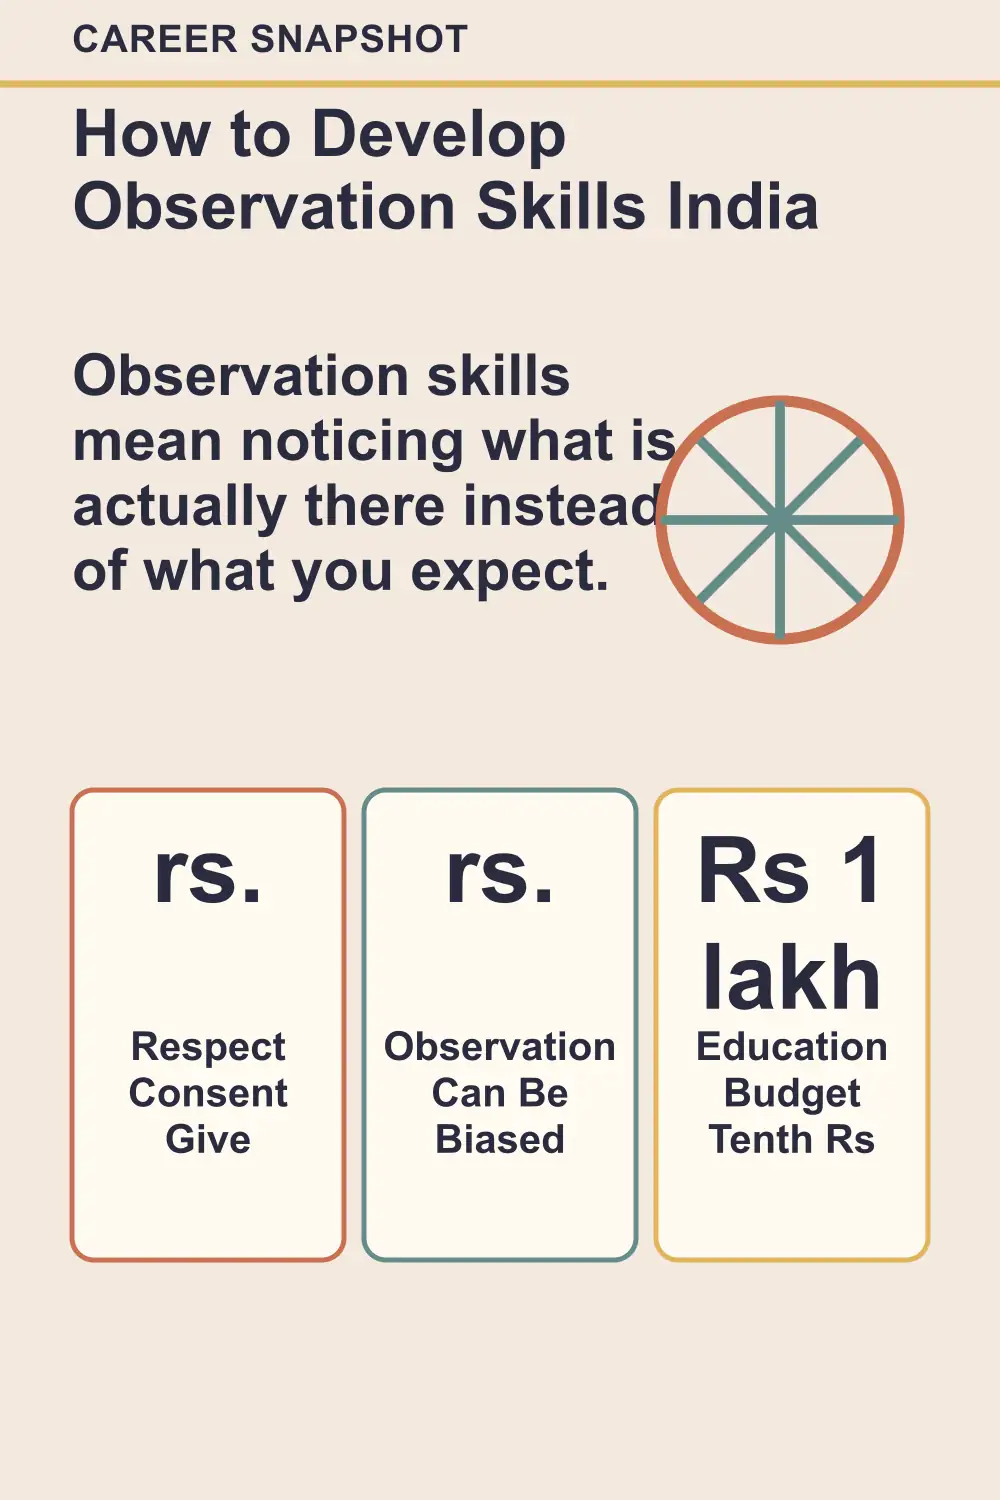 CAREER SNAPSHOT
How to Develop
Observation Skills India
Observation skills
mean noticing what is
actually there instead
of what you expect.
rs.
Respect
Consent
Give
rs.
Observation
Can Be
Biased
Rs 1
lakh
Education
Budget
Tenth Rs